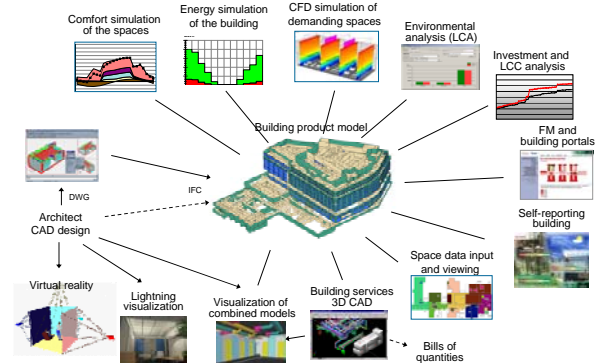 Comfort simulation
of the spaces
Energy simulation
of the building
CFD simulation of
demanding spaces
Environmental
analysis (LCA)
Investment and
LCC analysis
Building product model
FM and
building portals
DWG
IFC
Architect
CAD design
Self-reporting
building
Virtual reality
Lightning
visualization
Visualization of
combined models
Building services
3D CAD
Space data input
and viewing
Bills of
quantities